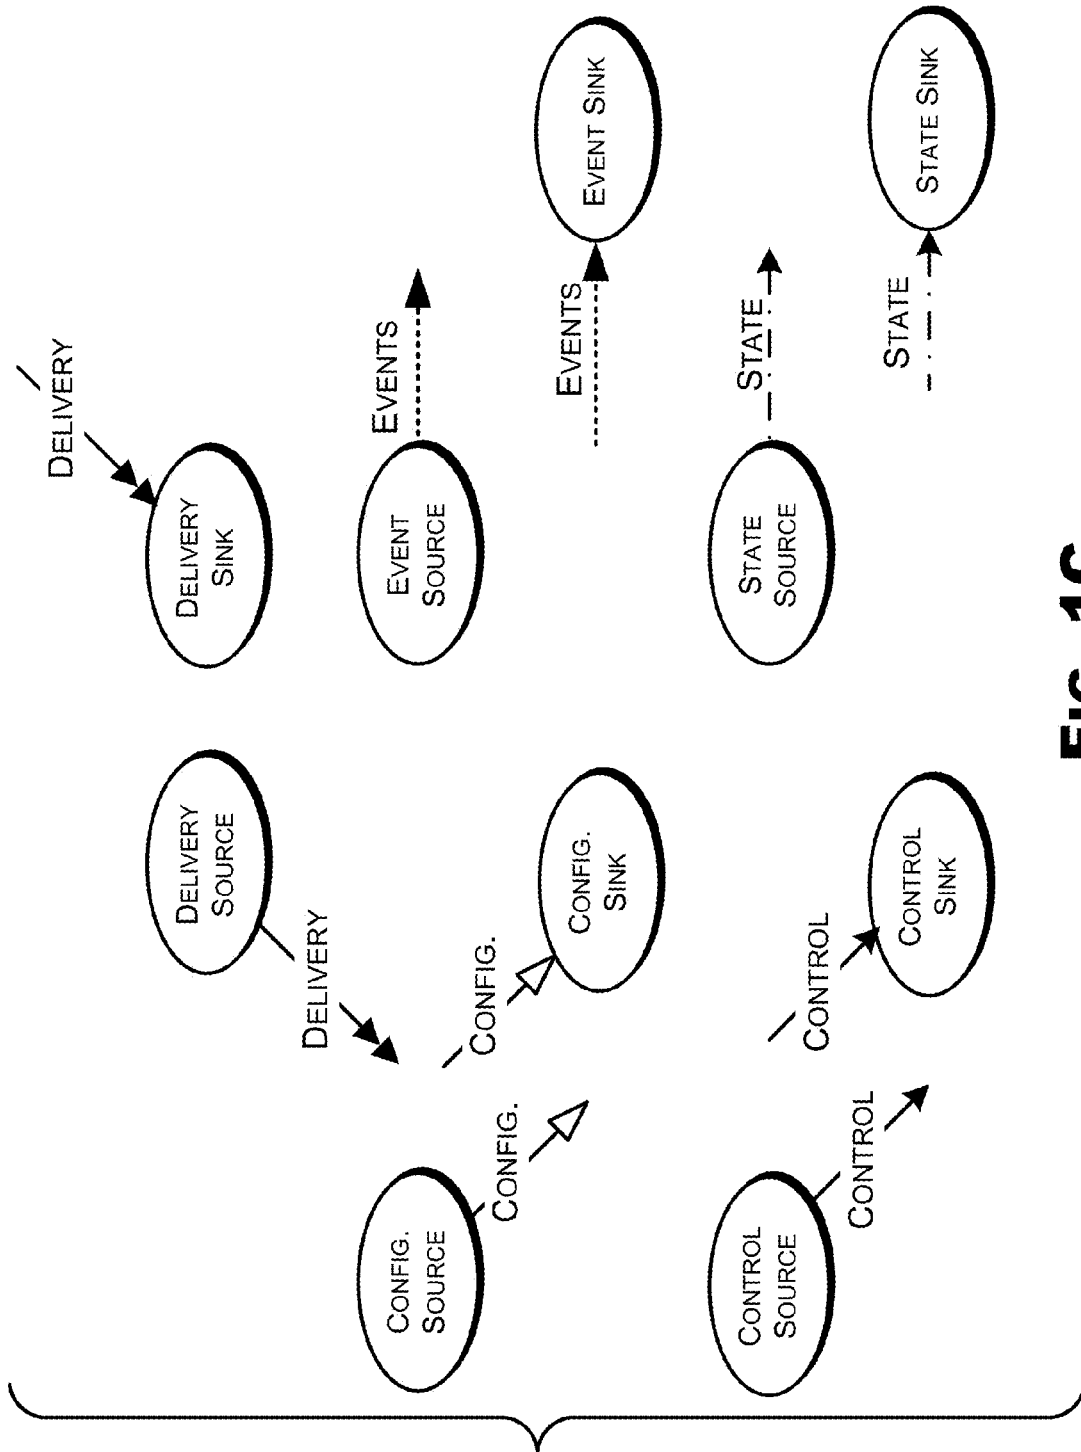 DELIVERY
DELIVERY
SOURCE
DELIVERY
SINK
DELIVERY
CONFIG.
SOURCE
EVENT
SOURCE
EVENTS
CONFIG.
CONFIG.
CONFIG.
SINK
EVENTS
EVENT SINK
CONTROL
SOURCE
STATE
SOURCE
STATE
CONTROL
CONTROL
CONTROL
SINK
STATE
STATE SINK
FIG.